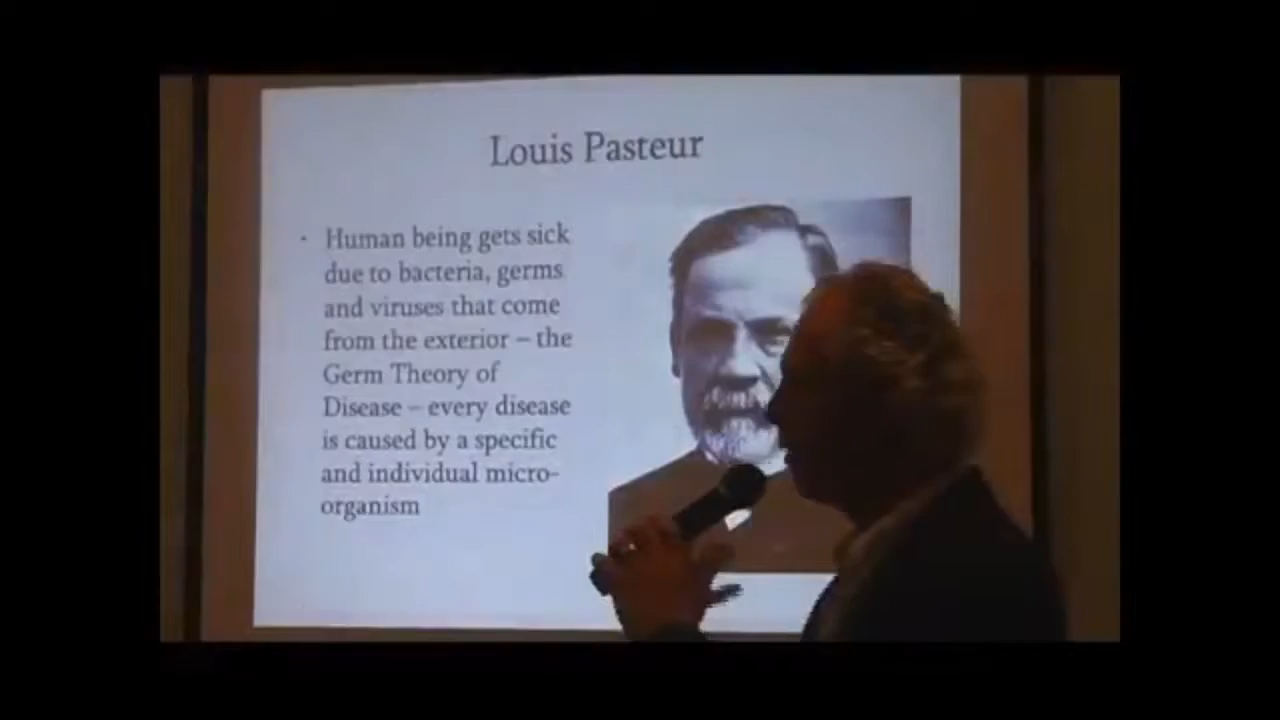 Louis Pasteur
· Human being gets sick
due to bacteria, germs
and viruses that come
from the exterior – the
Germ Theory of
Disease – every disease
is caused by a specific
and individual micro-
organism